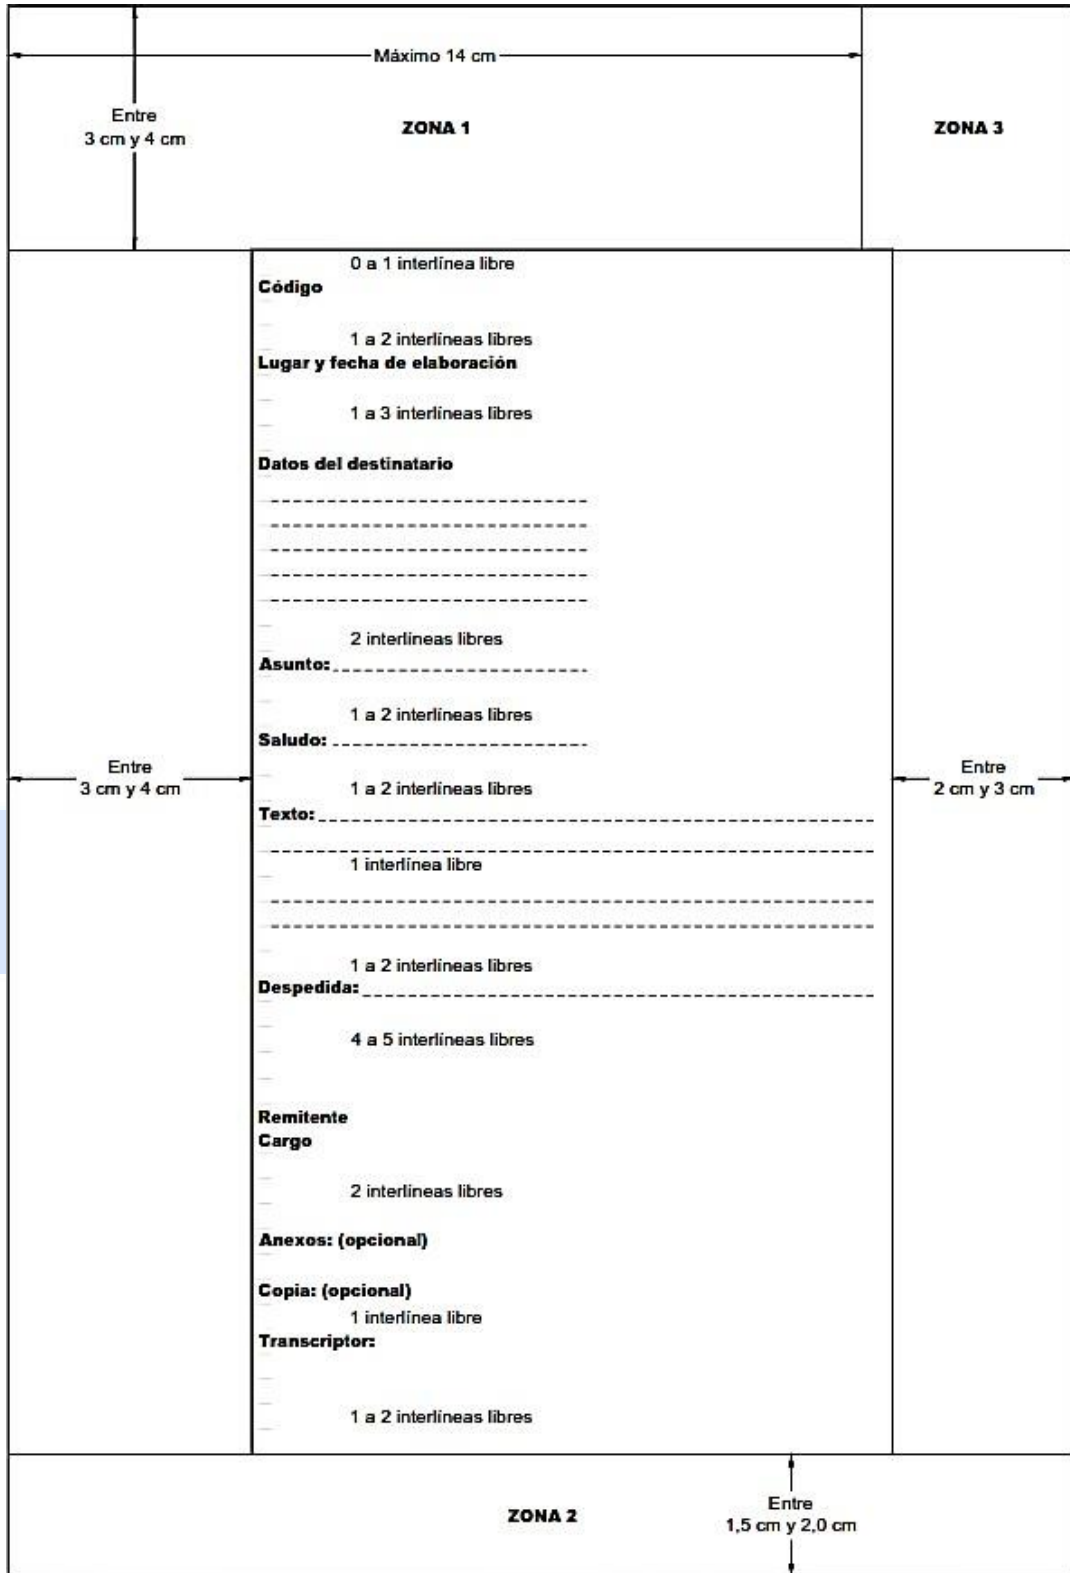 Máximo 14 cm
Entre
3 cm y 4 cm
ZONA 1
ZONA 3
0 a 1 interlínea libre
Código
1 a 2 interlíneas libres
Lugar y fecha de elaboración
1 a 3 interlíneas libres
Datos del destinatario
2 interlíneas libres
Asunto:
1 a 2 interlíneas libres
Saludo:
Entre
3 cm y 4 cm
Entre
2 cm y 3 cm
1 a 2 interlíneas libres
Texto:
1 interlínea libre
1 a 2 interlíneas libres
Despedida:
4 a 5 interlíneas libres
Remitente
Cargo
2 interlíneas libres
Anexos: (opcional)
Copia: (opcional)
1 interlínea libre
Transcriptor:
1 a 2 interlíneas libres
ZONA 2
Entre
1,5 cm y 2,0 cm